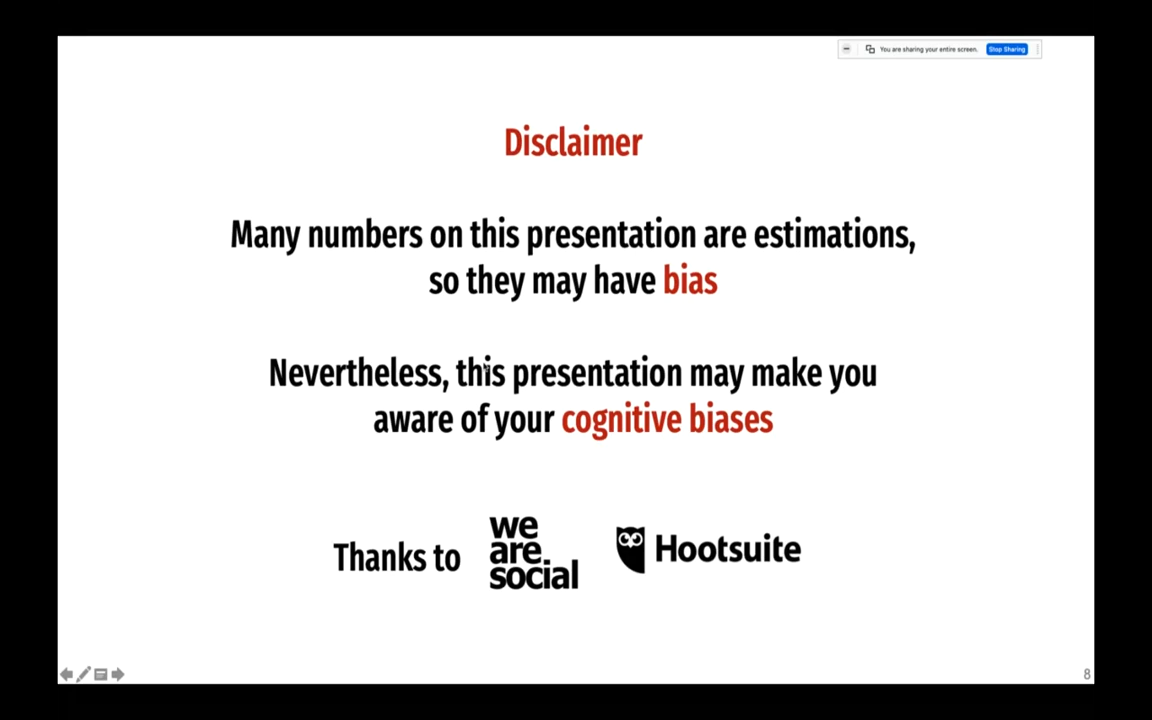 You are sharing your entire screen. Stop Sharing
Disclaimer
Many numbers on this presentation are estimations,
so they may have bias
Nevertheless, this presentation may make you
aware of your cognitive biases
Thanks to
we
are.
social
Hootsuite
8